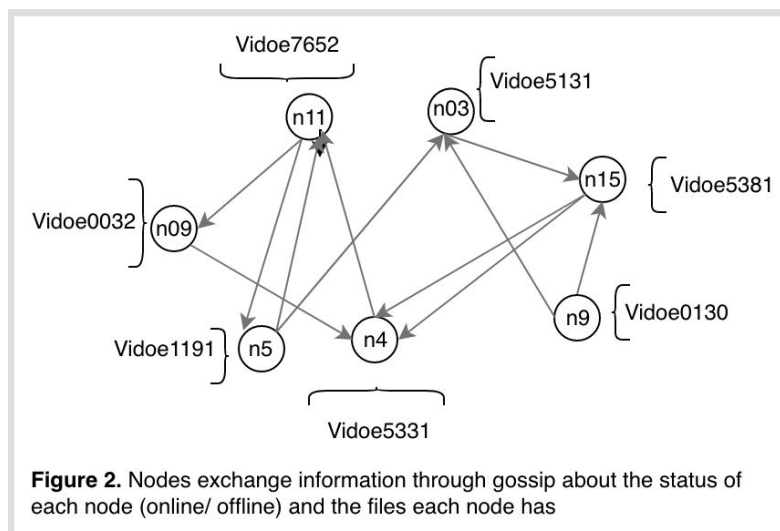 Vidoe7652
Vidoe5131
n11
n03
n15
Vidoe5381
Vidoe0032
n09
n9
Vidoe0130
Vidoe1191
n5
n4
Vidoe5331
Figure 2. Nodes exchange information through gossip about the status of
each node (online/ offline) and the files each node has